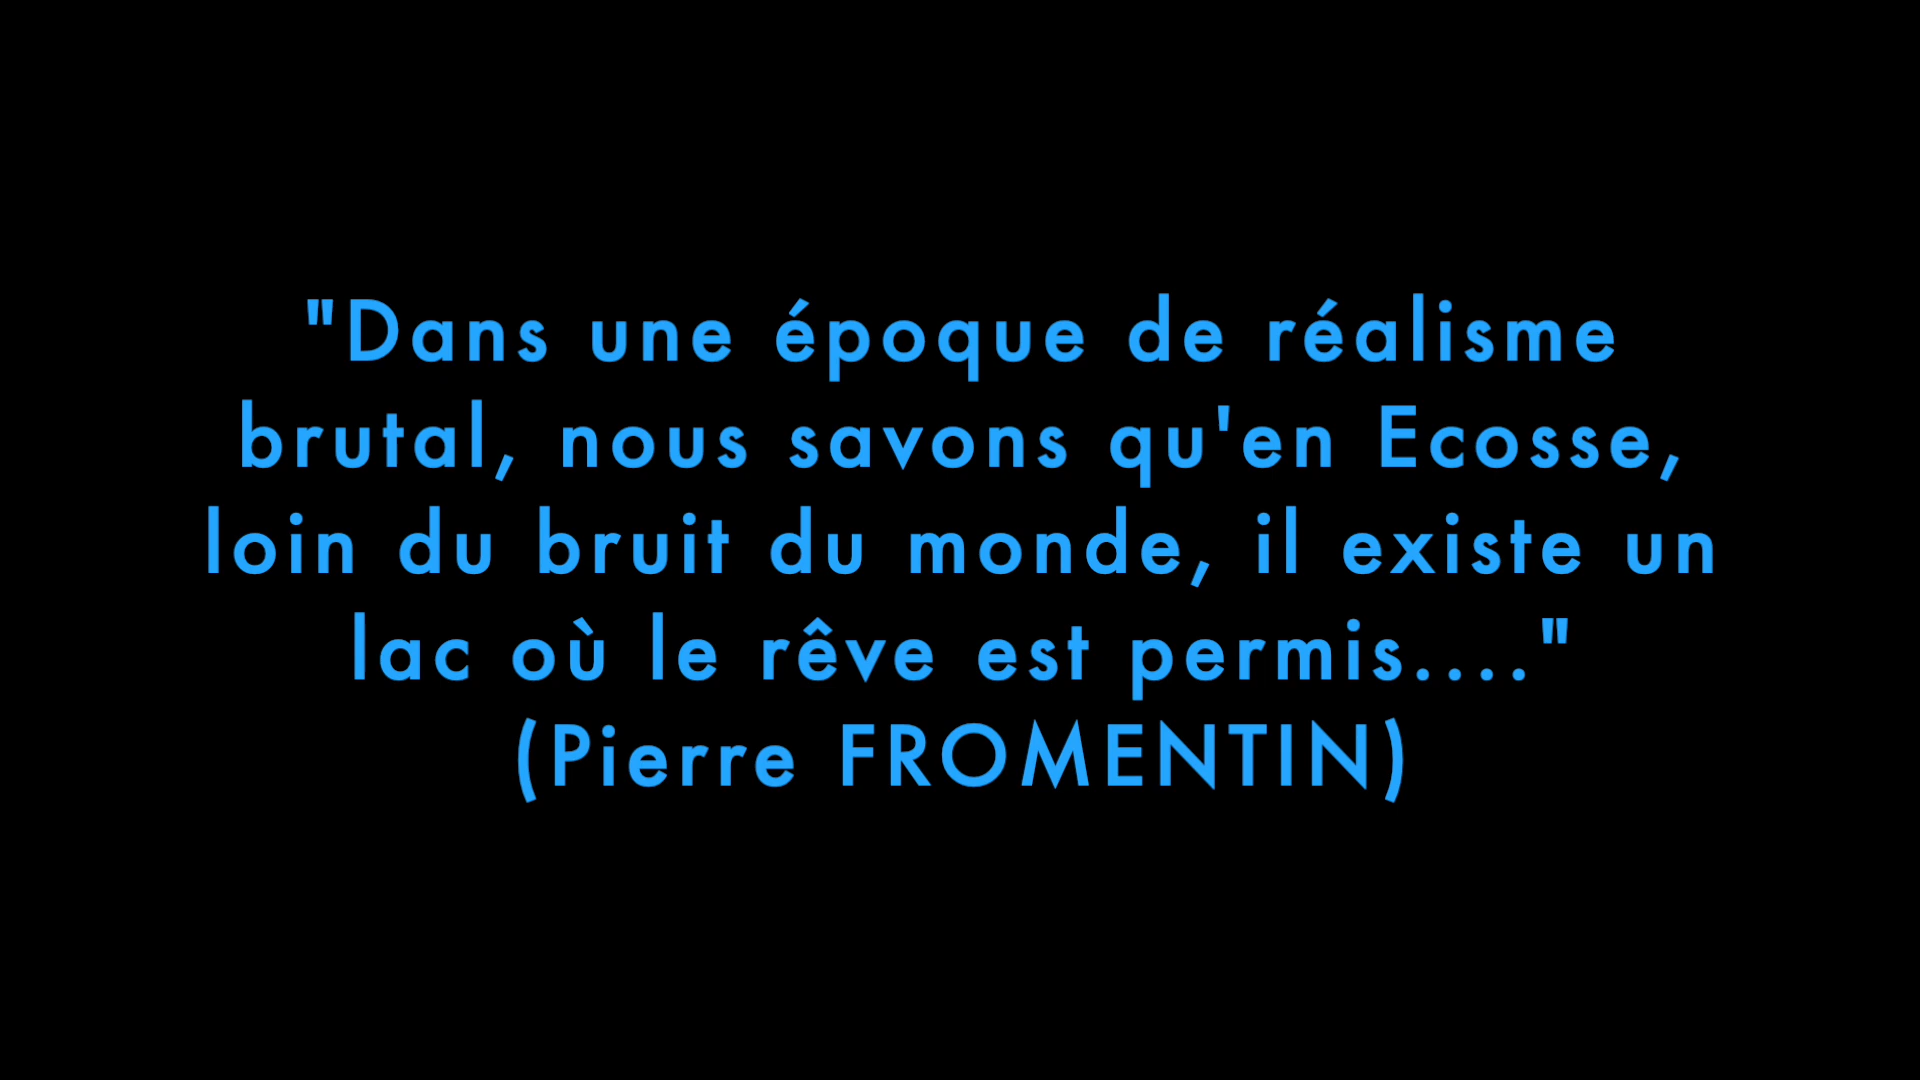 "Dans une époque de réalisme
brutal, nous savons qu'en Ecosse,
loin du bruit du monde, il existe un
lac où le rêve est permis...."
(Pierre FROMENTIN)